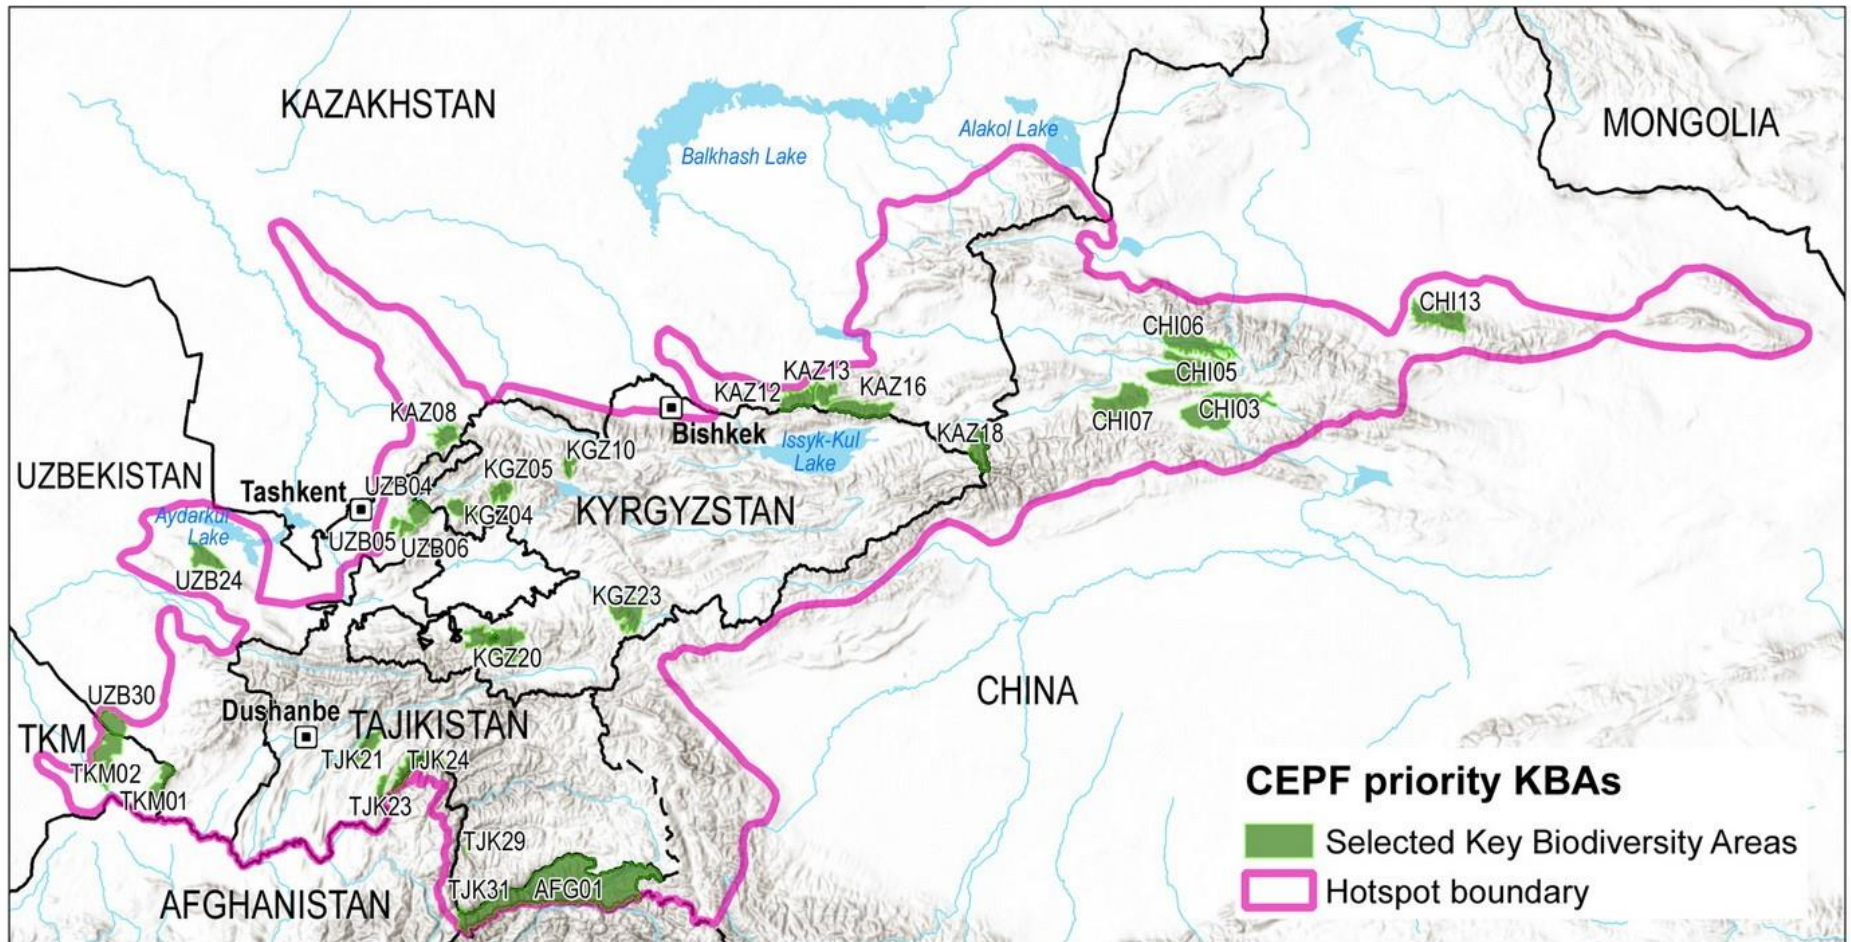 KAZAKHSTAN
MONGOLIA
Alakol Lake
Balkhash Lake
CHI13
CHI06
CHI05
CHI07
CHI03
KAZ13
KAZ12
KAZ16
KAZ08
Bishkek
Issyk-Kul
Lake
KAZ18
KGZ10
KGZ05
UZBEKISTAN
Tashkent
UZB04
KGZ04
KYRGYZSTAN
Aydarkul
Lake
UZB05
UZB06
UZB24
KGZ23
KGZ20
CHINA
UZB30
Dushanbe
TAJIKISTAN
TKM
TJK21
TJK24
TKM02
TKM01
TJK23
TJK29
TJK31
AFG01
AFGHANISTAN
CEPF priority KBAs
Selected Key Biodiversity Areas
Hotspot boundary